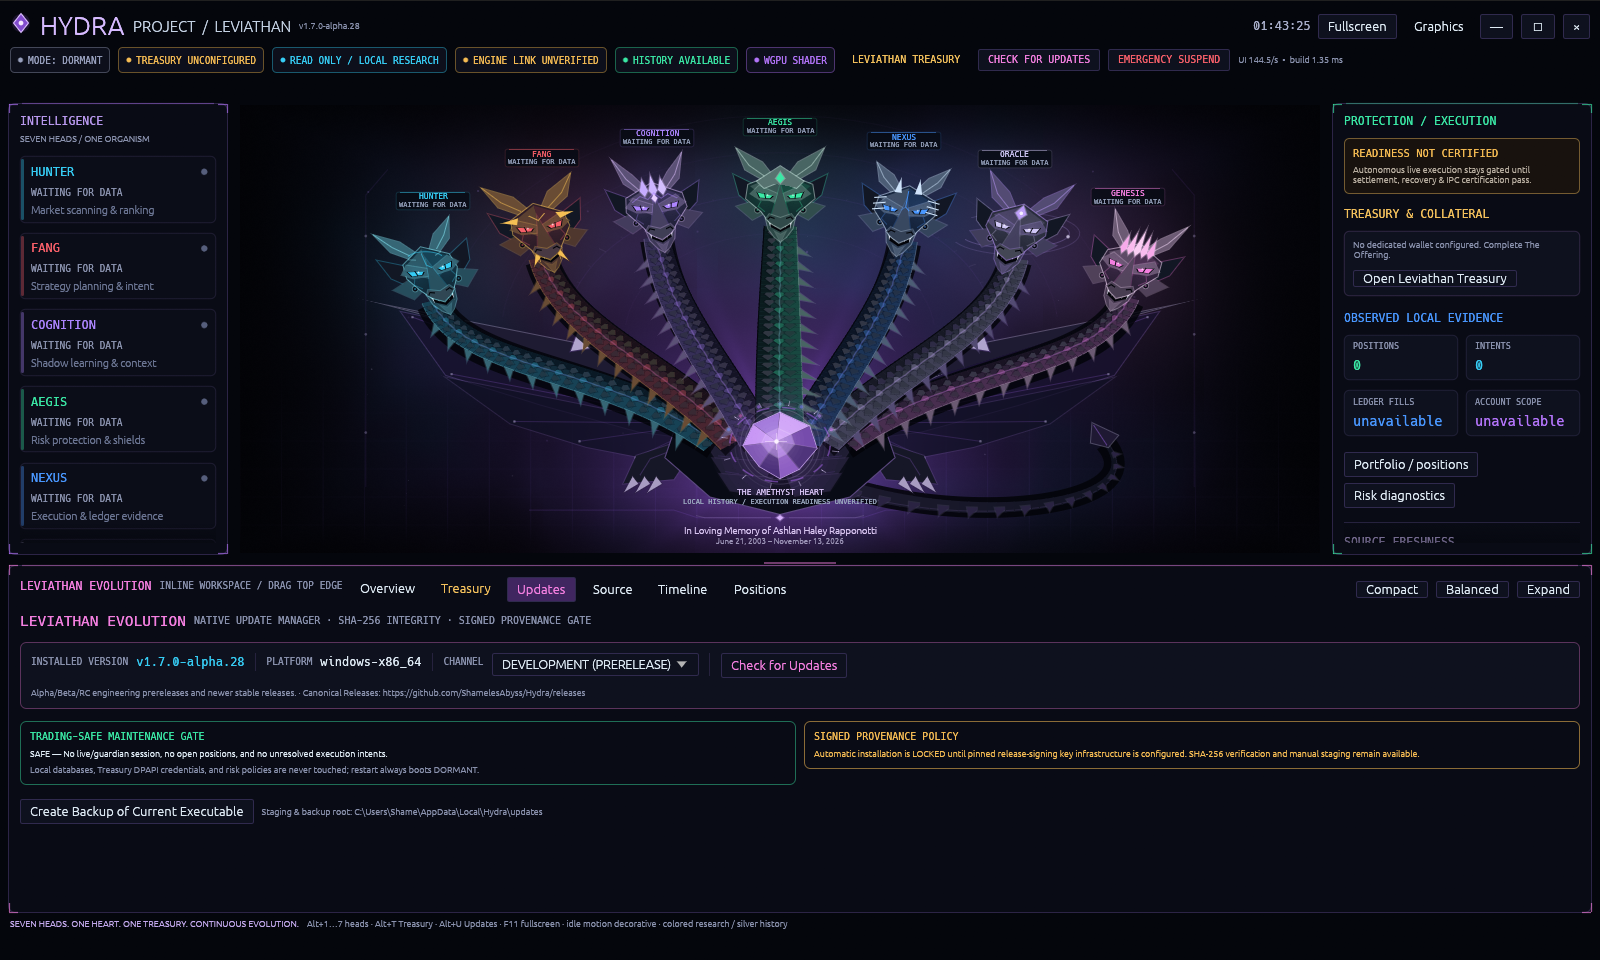 HYDRA PROJECT / LEVIATHAN v1.7.0-alpha.28
01:43:25 Fullscreen Graphics
MODE: DORMANT
TREASURY UNCONFIGURED
READ ONLY / LOCAL RESEARCH
ENGINE LINK UNVERIFIED
HISTORY AVAILABLE
WGPU SHADER
LEVIATHAN TREASURY
CHECK FOR UPDATES
EMERGENCY SUSPEND
UI 144.5/s • build 1.35 ms
INTELLIGENCE
SEVEN HEADS / ONE ORGANISM
HUNTER
WAITING FOR DATA
Market scanning & ranking
FANG
WAITING FOR DATA
Strategy planning & intent
COGNITION
WAITING FOR DATA
Shadow learning & context
AEGIS
WAITING FOR DATA
Risk protection & shields
NEXUS
WAITING FOR DATA
Execution & ledger evidence
HUNTER
WAITING FOR DATA
FANG
WAITING FOR DATA
COGNITION
WAITING FOR DATA
AEGIS
WAITING FOR DATA
NEXUS
WAITING FOR DATA
ORACLE
WAITING FOR DATA
GENESIS
WAITING FOR DATA
THE AMETHYST HEART
LOCAL HISTORY / EXECUTION READINESS UNVERIFIED
In Loving Memory of Ashlan Haley Rapponotti
June 21, 2003 – November 13, 2026
PROTECTION / EXECUTION
READINESS NOT CERTIFIED
Autonomous live execution stays gated until
settlement, recovery & IPC certification pass.
TREASURY & COLLATERAL
No dedicated wallet configured. Complete The
Offering.
Open Leviathan Treasury
OBSERVED LOCAL EVIDENCE
POSITIONS
0
INTENTS
0
LEDGER FILLS
unavailable
ACCOUNT SCOPE
unavailable
Portfolio / positions
Risk diagnostics
SOURCE FRESHNESS
LEVIATHAN EVOLUTION INLINE WORKSPACE / DRAG TOP EDGE Overview Treasury Updates Source Timeline Positions Compact Balanced Expand
LEVIATHAN EVOLUTION NATIVE UPDATE MANAGER · SHA-256 INTEGRITY · SIGNED PROVENANCE GATE
INSTALLED VERSION v1.7.0-alpha.28 PLATFORM windows-x86_64 CHANNEL DEVELOPMENT (PRERELEASE) Check for Updates
Alpha/Beta/RC engineering prereleases and newer stable releases. · Canonical Releases: https://github.com/ShamelesAbyss/Hydra/releases
TRADING-SAFE MAINTENANCE GATE
SAFE — No live/guardian session, no open positions, and no unresolved execution intents.
Local databases, Treasury DPAPI credentials, and risk policies are never touched; restart always boots DORMANT.
SIGNED PROVENANCE POLICY
Automatic installation is LOCKED until pinned release-signing key infrastructure is configured. SHA-256 verification and manual staging remain available.
Create Backup of Current Executable Staging & backup root: C:\Users\Shame\AppData\Local\Hydra\updates
SEVEN HEADS. ONE HEART. ONE TREASURY. CONTINUOUS EVOLUTION. Alt+1...7 heads · Alt+T Treasury · Alt+U Updates · F11 fullscreen · idle motion decorative · colored research / silver history